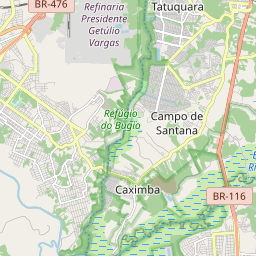 BR-476
Refinaria
Presidente
Getúlio
Vargas
Tatuquara
Refúgio
do Bugio
Campo de
Santana
Caximba
BR-116